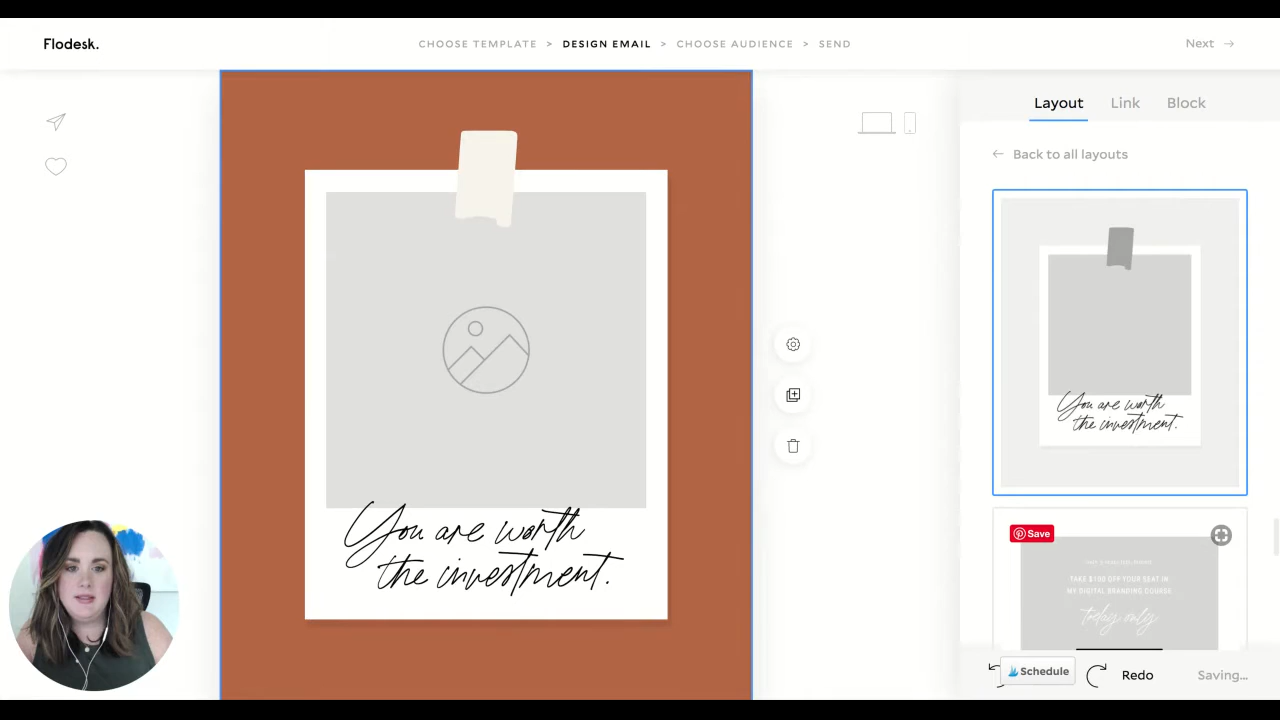 Flodesk.
CHOOSE TEMPLATE > DESIGN EMAIL > CHOOSE AUDIENCE > SEND
Next →
Layout Link Block
← Back to all layouts
You are worth
the investment.
You are worth
the investment.
Save
TAKE $100 OFF YOUR SEAT IN
MY DIGITAL BRANDING COURSE
today only
Schedule
Redo
Saving...